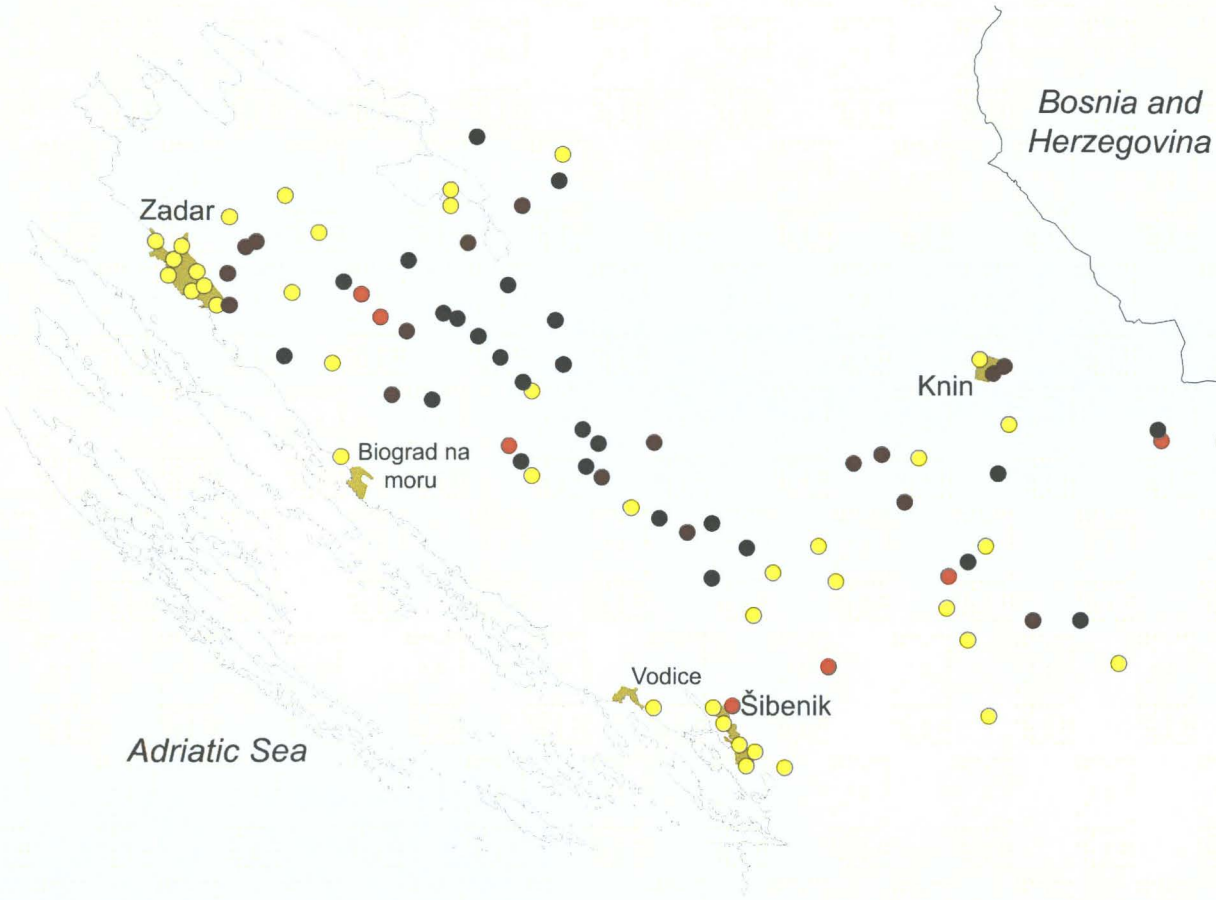 Bosnia and
Herzegovina
Zadar
Knin
Biograd na
moru
Vodice
Šibenik
Adriatic Sea